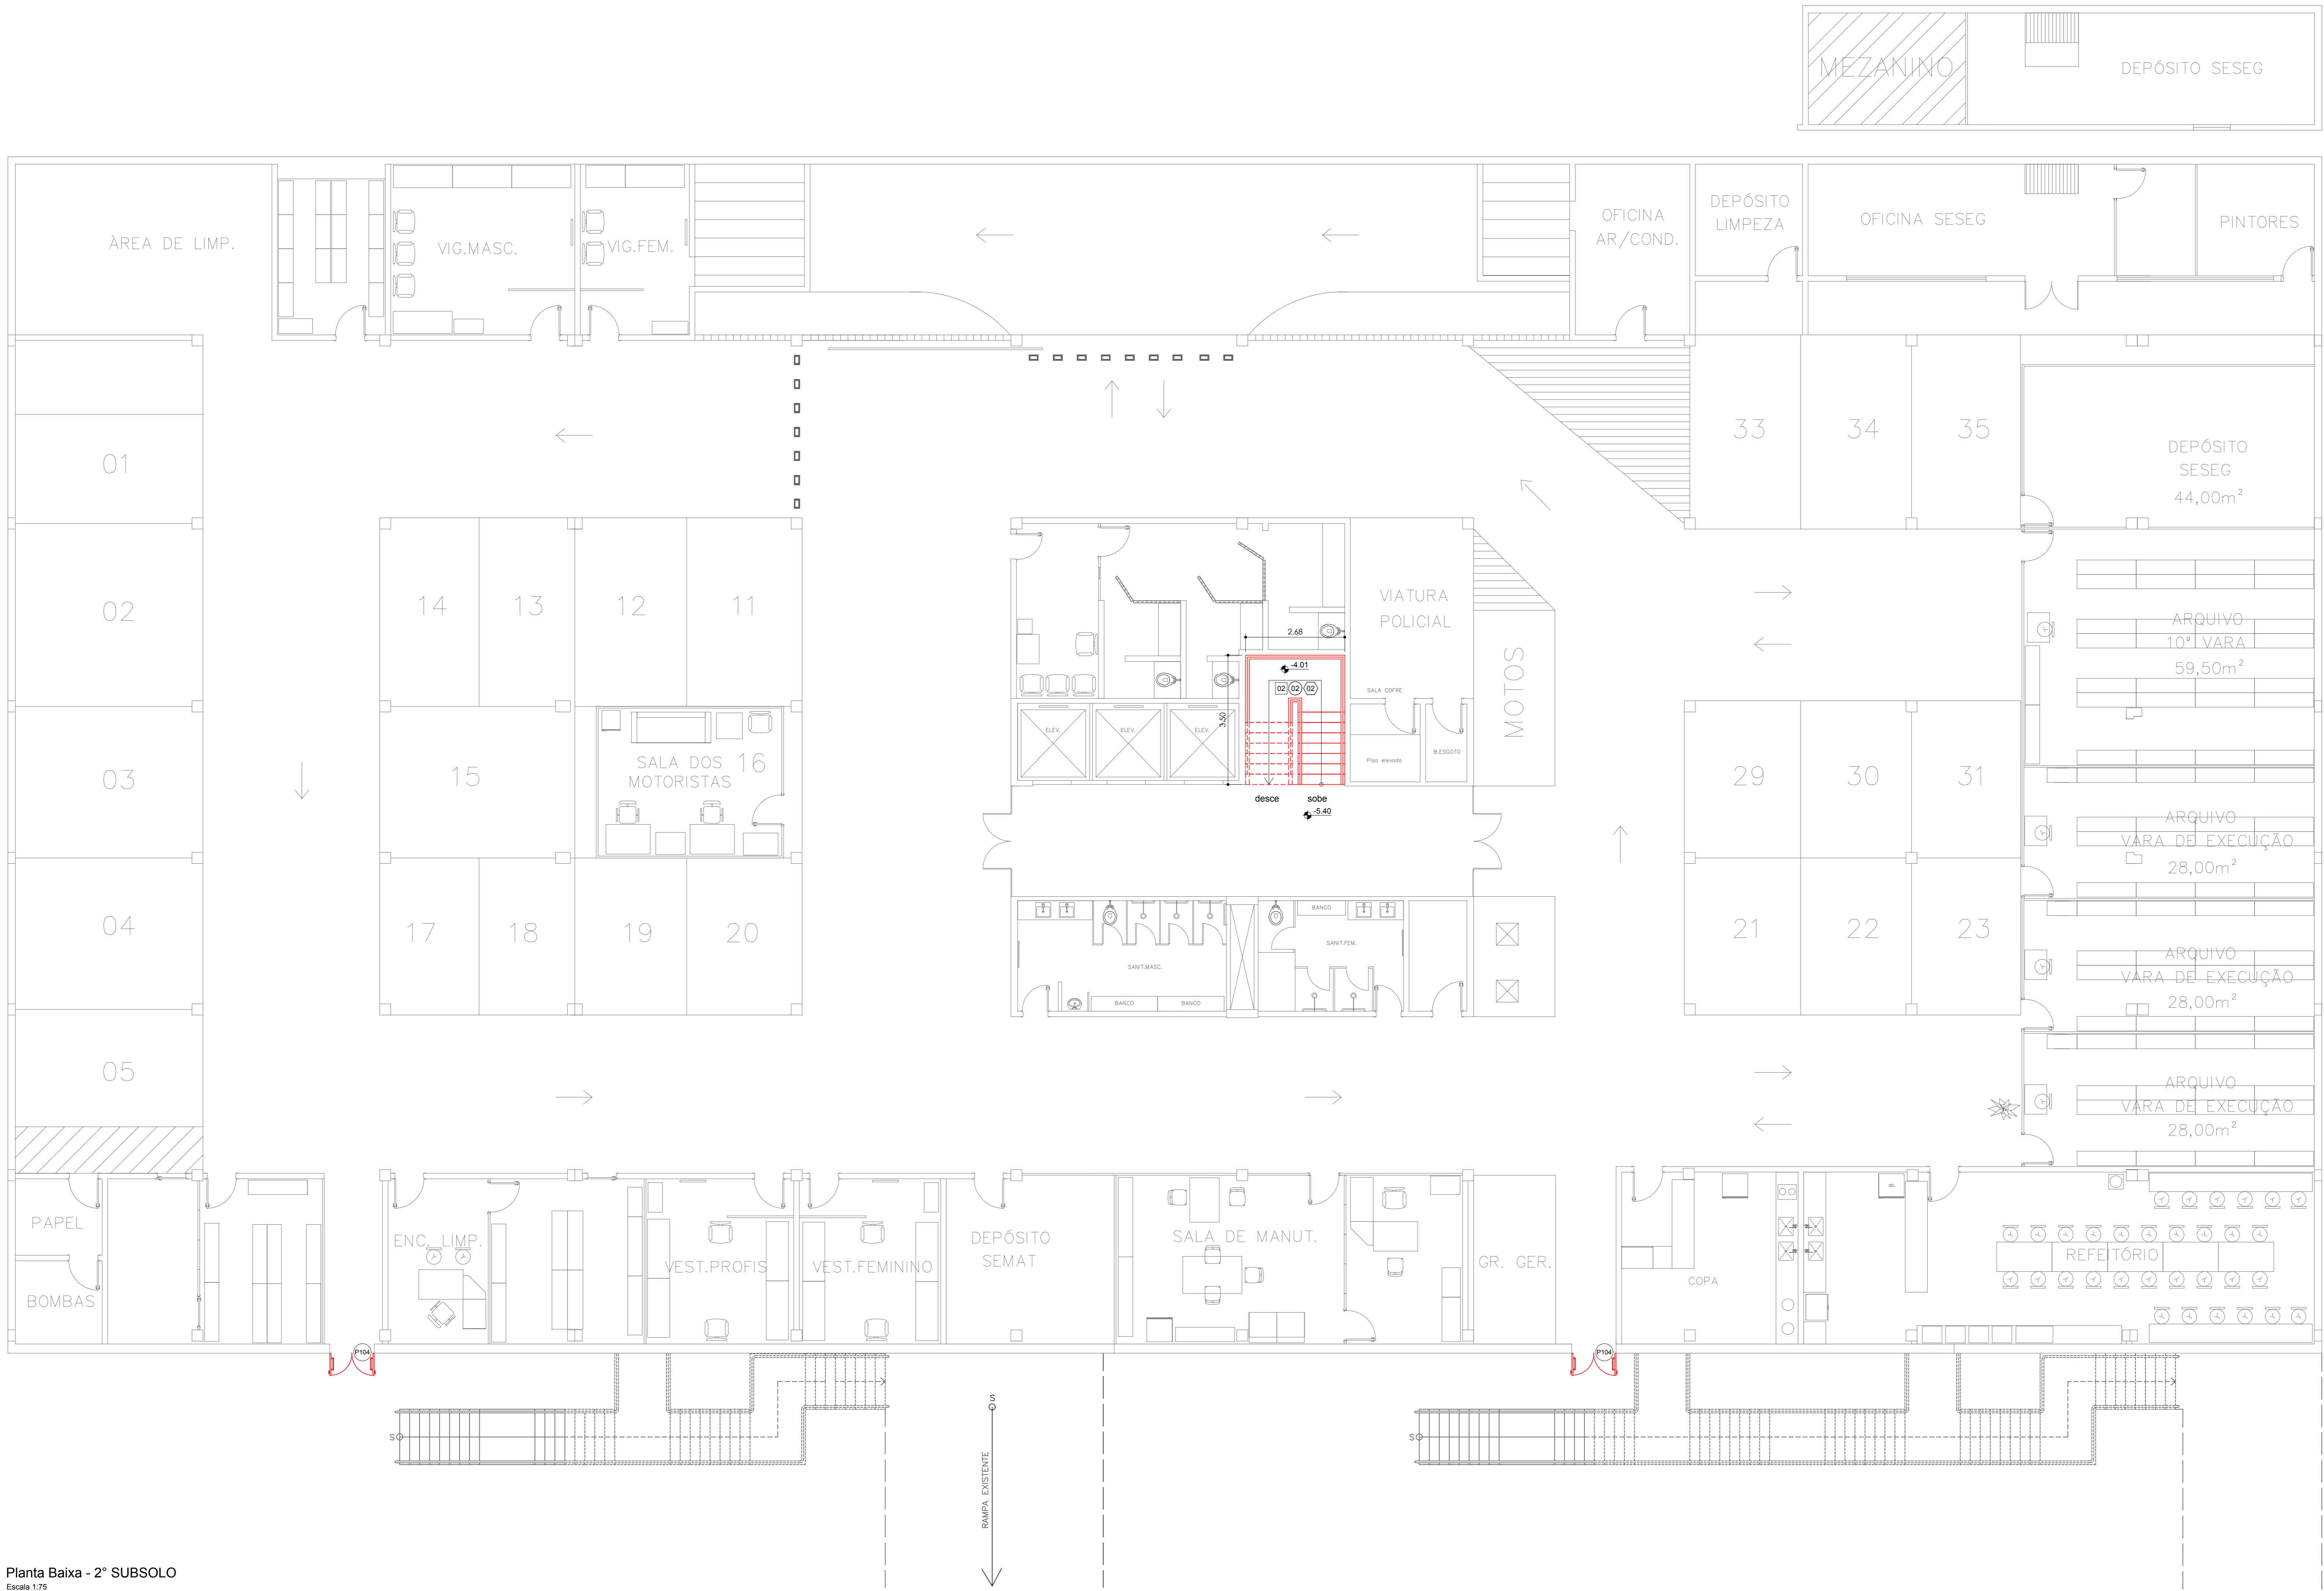 MEZANINO
DEPÓSITO SESEG
ÀREA DE LIMP.
VIG.MASC.
VIG.FEM.
OFICINA
AR/COND.
DEPÓSITO
LIMPEZA
OFICINA SESEG
PINTORES
01
02
03
04
05
14
13
12
11
15
SALA DOS
MOTORISTAS
16
17
18
19
20
33
34
35
DEPÓSITO
SESEG
44,00m²
VIATURA
POLICIAL
MOTOS
2.68
-4.01
02
02
02
3.50
SALA COFRE
ELEV.
ELEV.
ELEV.
Piso elevado
B.ESGOTO
desce
sobe
-5.40
BANCO
SANIT.FEM.
SANIT.MASC.
BANCO
BANCO
ARQUIVO
10ª VARA
59,50m²
29
30
31
ARQUIVO
VARA DE EXECUÇÃO
28,00m²
21
22
23
ARQUIVO
VARA DE EXECUÇÃO
28,00m²
ARQUIVO
VARA DE EXECUÇÃO
28,00m²
PAPEL
BOMBAS
ENC. LIMP.
VEST.PROFIS
VEST.FEMININO
DEPÓSITO
SEMAT
SALA DE MANUT.
GR. GER.
COPA
GEL.
REFEITÓRIO
P104
P104
S
S
S
RAMPA EXISTENTE
Planta Baixa - 2° SUBSOLO
Escala 1:75